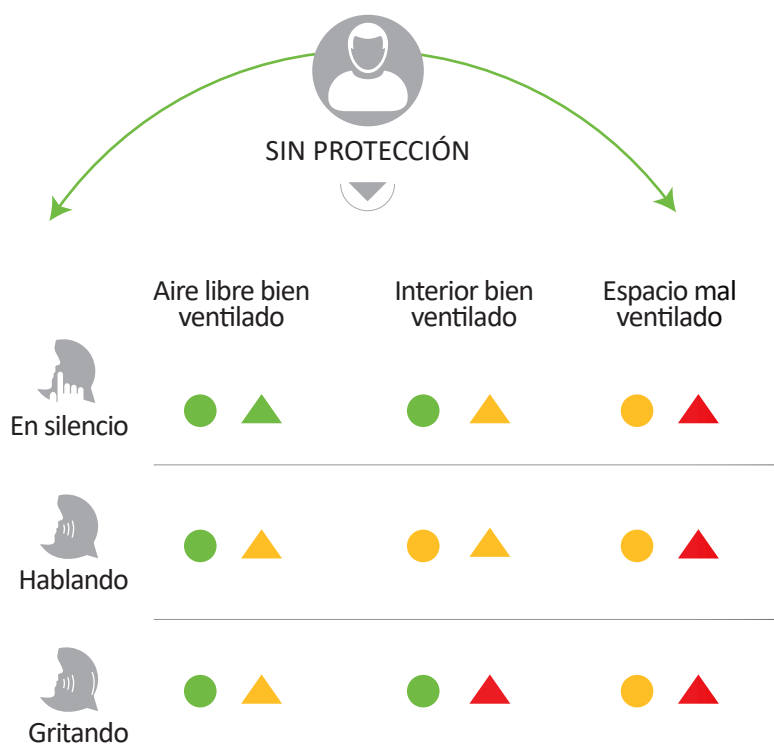 SIN PROTECCIÓN
Aire libre bien
ventilado
Interior bien
ventilado
Espacio mal
ventilado
En silencio
Hablando
Gritando